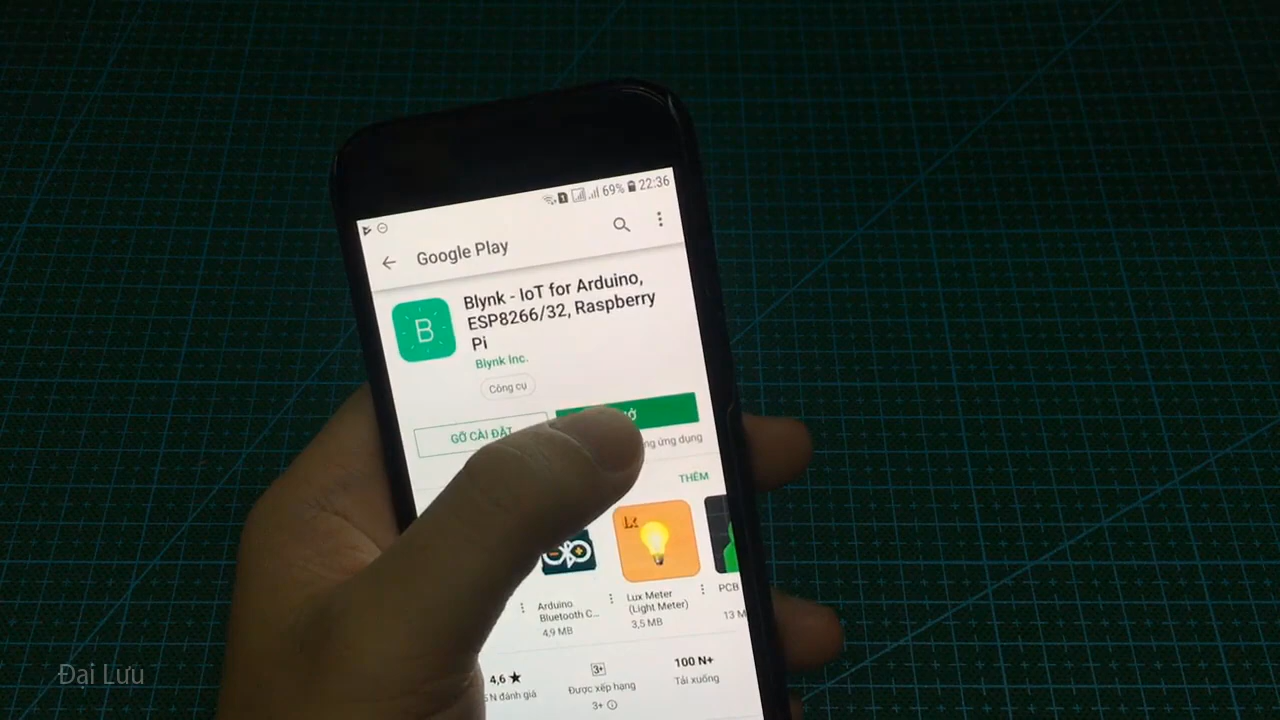 69% 22:36
Google Play
B
Blynk - IoT for Arduino,
ESP8266/32, Raspberry
Pi
Blynk Inc.
Công cụ
GỠ CÀI ĐẶT
ứng dụng
THÊM
Arduino
Bluetooth C...
4,9 MB
Lux Meter
(Light Meter)
3,5 MB
PCB
13 M
4,6 ★
N đánh giá
3+
Được xếp hạng
3+
100 N+
Tải xuống
Đại Lưu